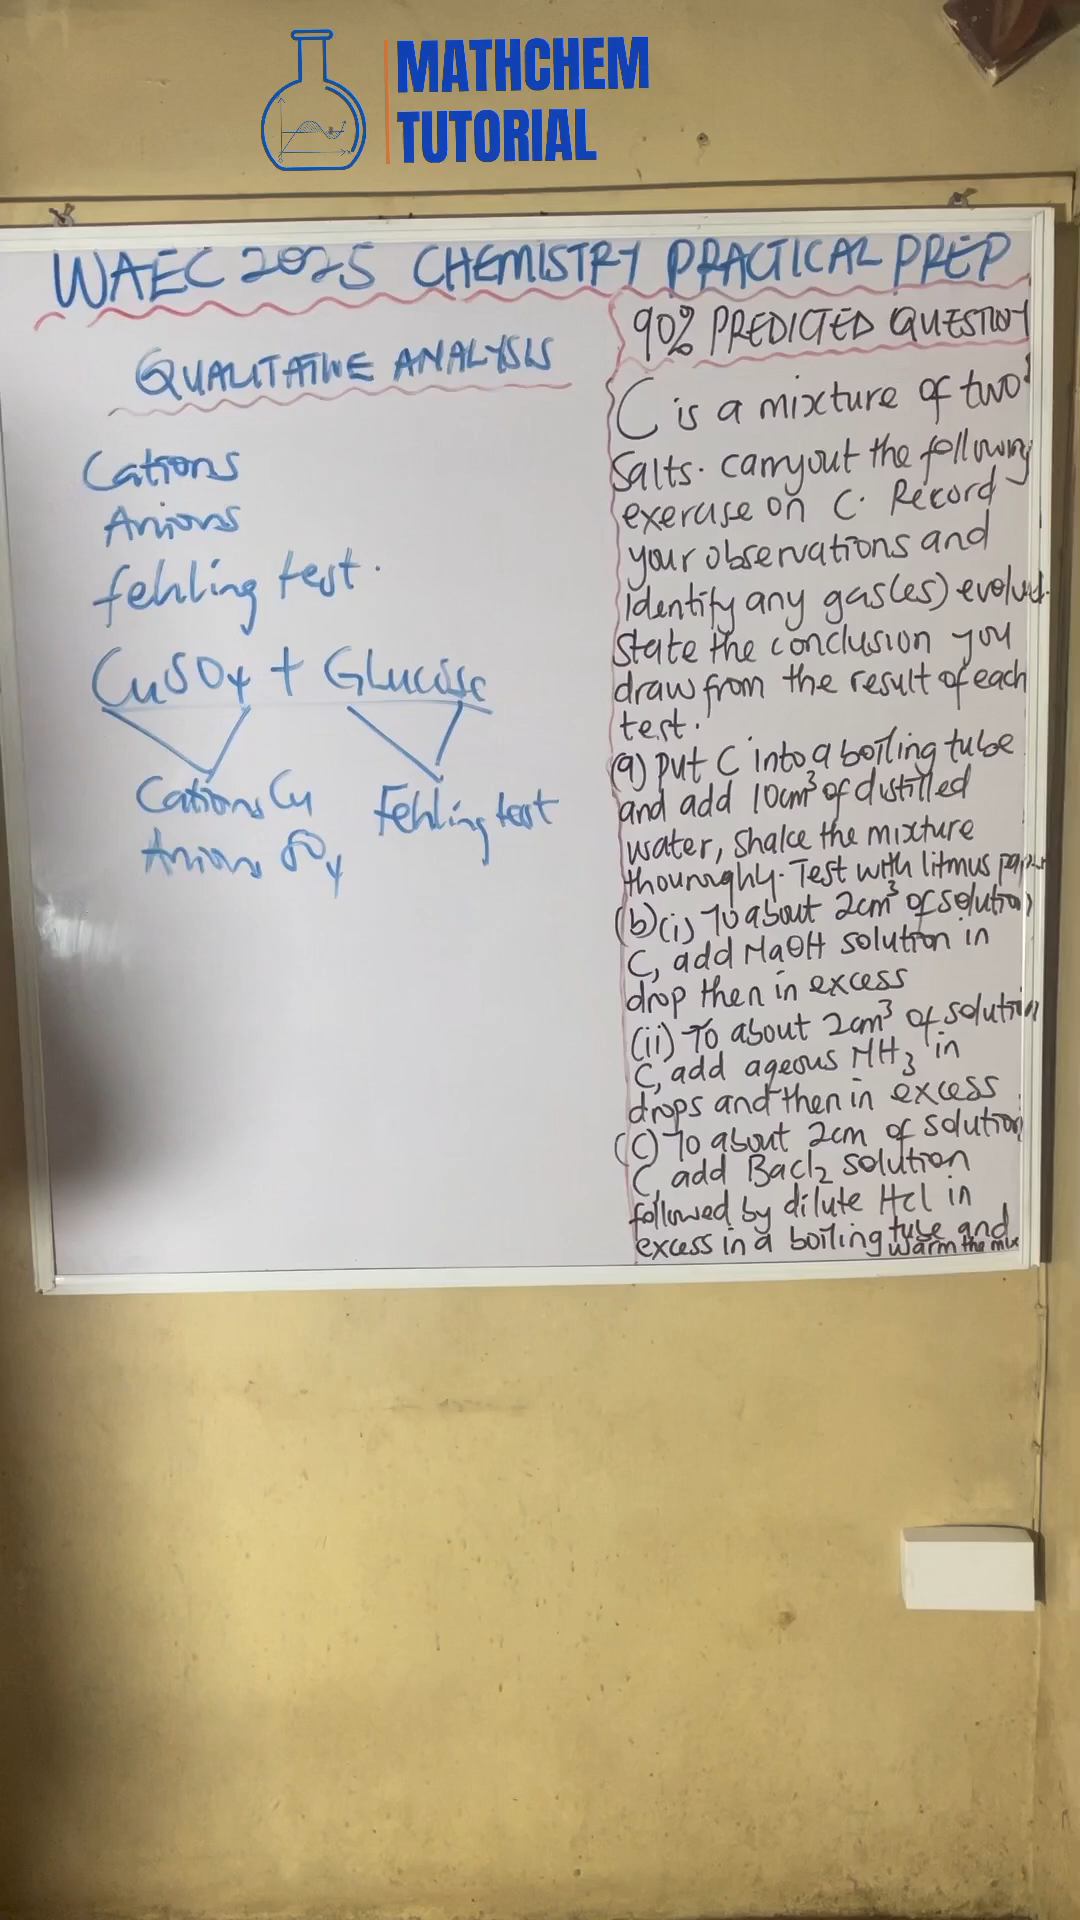 MATHCHEM
TUTORIAL
WAEC 2025 CHEMISTRY PRACTICAL PREP
QUALITATIVE ANALYSIS
Cations
Anions
fehling test.
CuSO4 + Glucose
Cations Cu
Anions SO4
Fehling test
90% PREDICTED QUESTION
C is a mixture of two
Salts. carryout the following
exercise on C. Record
your observations and
identify any gas(es) evolved.
State the conclusion you
draw from the result of each
test.
(a) put C into a boiling tube
and add 10cm³ of distilled
water, shake the mixture
thouroughly. Test with litmus paper
(b)(i) To about 2cm³ of solution
C, add NaOH solution in
drop then in excess
(ii) To about 2cm³ of solution
C, add aqeous NH3 in
drops and then in excess
(C) To about 2cm of solution
C, add Bacl2 solution
followed by dilute Hcl in
excess in a boiling tube and
warm the mix